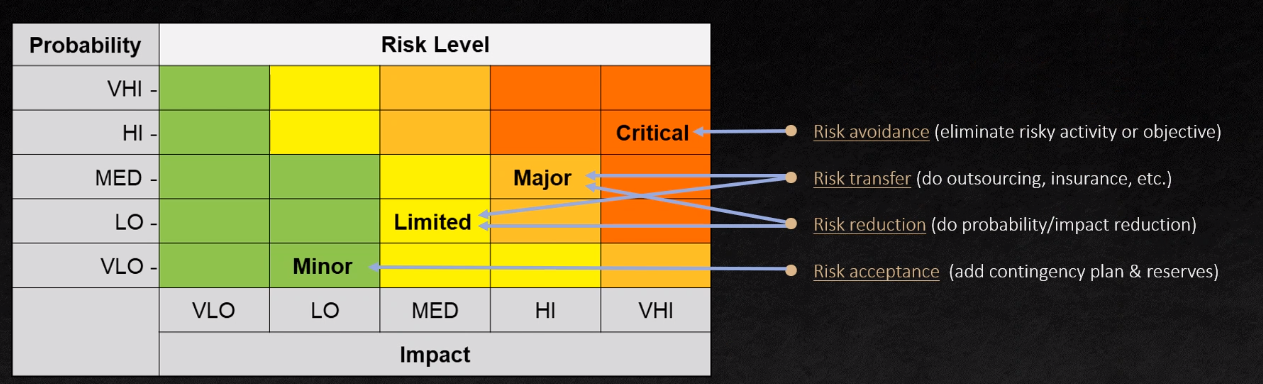 Probability Risk Level
VHI -
HI - Critical Risk avoidance (eliminate risky activity or objective)
MED - Major Risk transfer (do outsourcing, insurance, etc.)
LO - Limited Risk reduction (do probability/impact reduction)
VLO - Minor Risk acceptance (add contingency plan & reserves)
VLO LO MED HI VHI
Impact